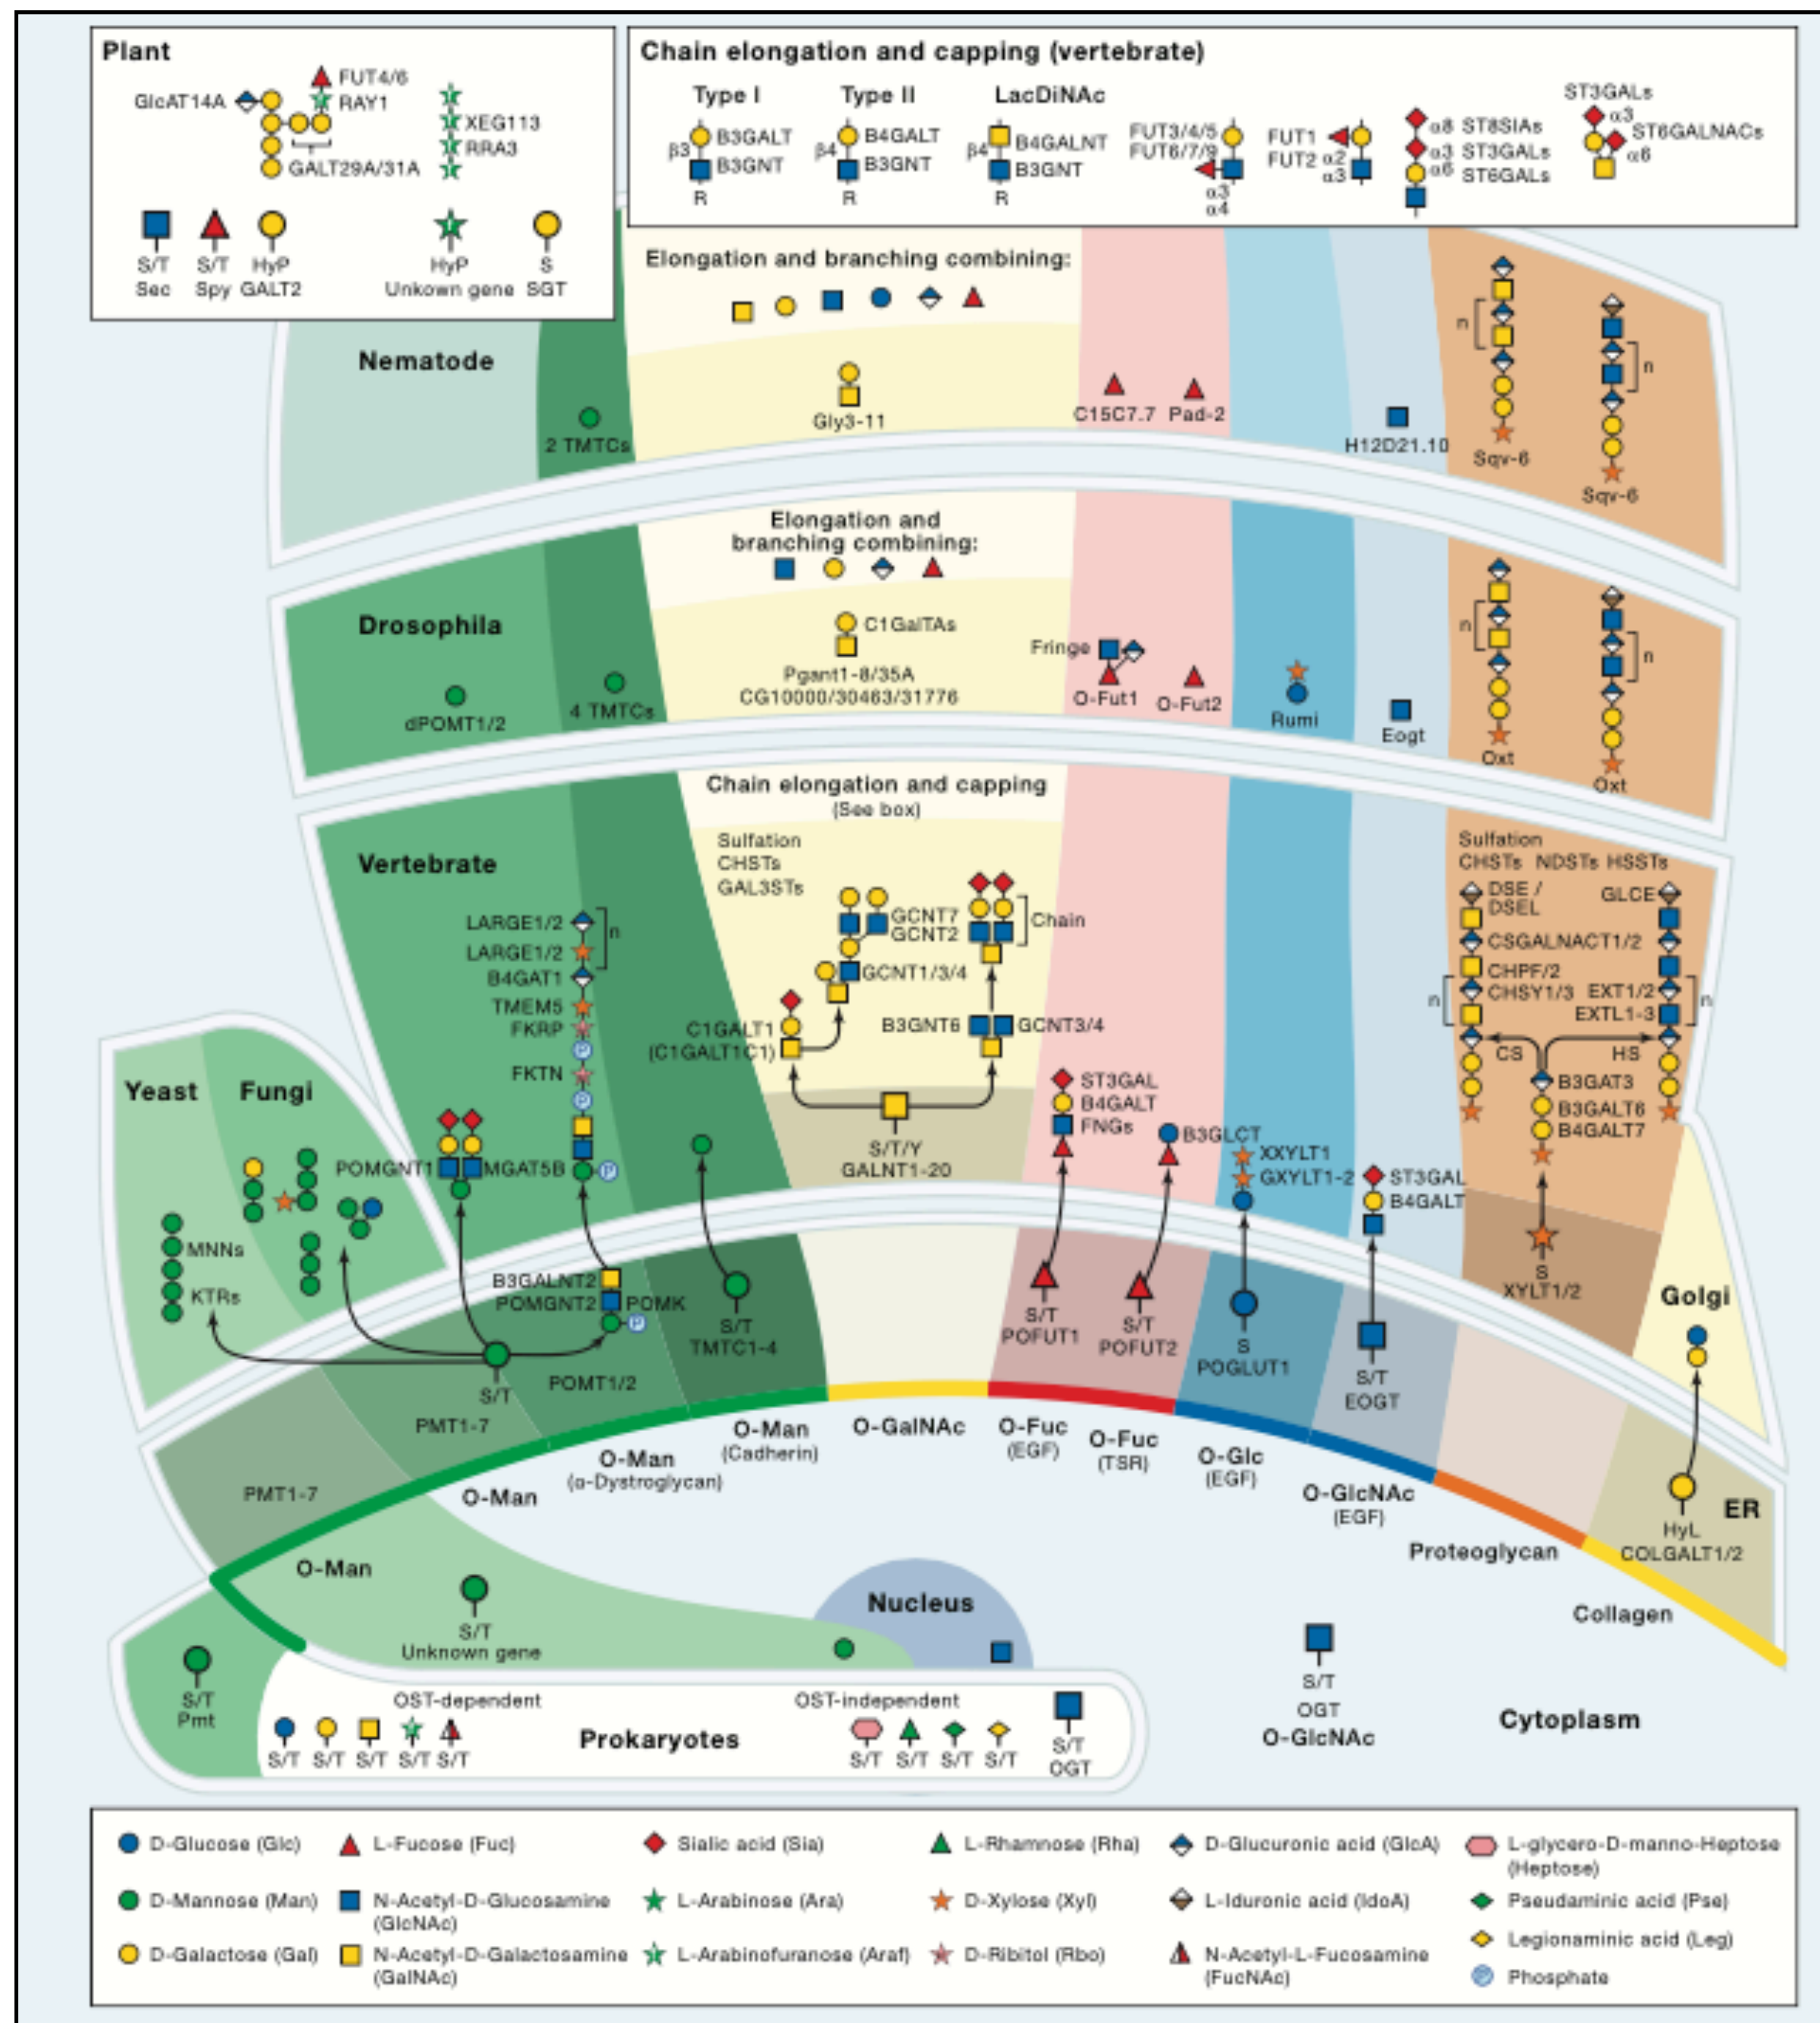 Plant
FUT4/6
GlcAT14A
RAY1
XEG113
RRA3
GALT29A/31A
S/T S/T HyP HyP S
Sec Spy GALT2 Unkown gene SGT
Chain elongation and capping (vertebrate)
Type I Type II LacDiNAc
B3GALT
β3
B3GNT
R
B4GALT
β4
B3GNT
R
B4GALNT
β4
B3GNT
R
FUT3/4/5
FUT6/7/9
α3
α4
FUT1
FUT2 α2
α3
α8 ST8SIAs
α3 ST3GALs
α6 ST6GALs
ST3GALs
α3
ST6GALNACs
α6
Elongation and branching combining:
Nematode
2 TMTCs
Gly3-11
C15C7.7 Pad-2
H12D21.10
n
Sqv-6
n
Sqv-6
Elongation and
branching combining:
Drosophila
dPOMT1/2
4 TMTCs
C1GalTAs
Pgant1-8/35A
CG10000/30463/31776
Fringe
O-Fut1
O-Fut2
Rumi
Eogt
n
Oxt
n
Oxt
Chain elongation and capping
(See box)
Vertebrate
Sulfation
CHSTs
GAL3STs
LARGE1/2
n
LARGE1/2
B4GAT1
TMEM5
FKRP
P
FKTN
P
POMGNT1
MGAT5B
P
GCNT7
GCNT2
GCNT1/3/4
Chain
C1GALT1
(C1GALT1C1)
B3GNT6
GCNT3/4
S/T/Y
GALNT1-20
ST3GAL
B4GALT
FNGs
B3GLCT
XXYLT1
GXYLT1-2
ST3GAL
B4GALT
Sulfation
CHSTs NDSTs HSSTs
DSE /
DSEL
GLCE
CSGALNACT1/2
CHPF/2
n
CHSY1/3
EXT1/2
n
EXTL1-3
CS
HS
B3GAT3
B3GALT6
B4GALT7
S
XYLT1/2
Yeast
Fungi
MNNs
KTRs
B3GALNT2
POMGNT2
POMK
P
S/T
POMT1/2
PMT1-7
PMT1-7
S/T
TMTC1-4
S/T
POFUT1
S/T
POFUT2
S
POGLUT1
S/T
EOGT
Golgi
HyL
COLGALT1/2
ER
O-Man
O-Man
O-Man
(α-Dystroglycan)
O-Man
(Cadherin)
O-GalNAc
O-Fuc
(EGF)
O-Fuc
(TSR)
O-Glc
(EGF)
O-GlcNAc
(EGF)
Proteoglycan
Collagen
S/T
Unknown gene
Nucleus
S/T
Pmt
OST-dependent
S/T S/T S/T S/T S/T
Prokaryotes
OST-independent
S/T S/T S/T S/T
S/T
OGT
S/T
OGT
O-GlcNAc
Cytoplasm
D-Glucose (Glc)
L-Fucose (Fuc)
Sialic acid (Sia)
L-Rhamnose (Rha)
D-Glucuronic acid (GlcA)
L-glycero-D-manno-Heptose
(Heptose)
D-Mannose (Man)
N-Acetyl-D-Glucosamine
(GlcNAc)
L-Arabinose (Ara)
D-Xylose (Xyl)
L-Iduronic acid (IdoA)
Pseudaminic acid (Pse)
D-Galactose (Gal)
N-Acetyl-D-Galactosamine
(GalNAc)
L-Arabinofuranose (Araf)
D-Ribitol (Rbo)
N-Acetyl-L-Fucosamine
(FucNAc)
Legionaminic acid (Leg)
P
Phosphate